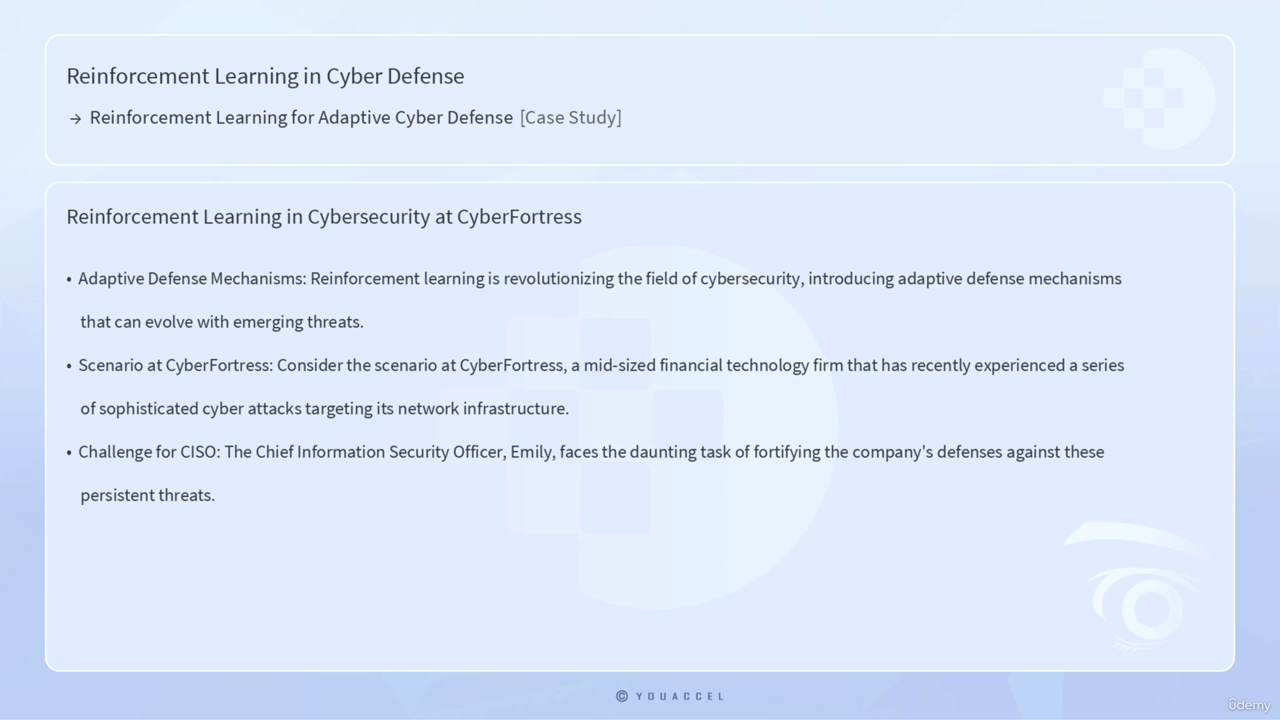 Reinforcement Learning in Cyber Defense
→ Reinforcement Learning for Adaptive Cyber Defense [Case Study]
Reinforcement Learning in Cybersecurity at CyberFortress
• Adaptive Defense Mechanisms: Reinforcement learning is revolutionizing the field of cybersecurity, introducing adaptive defense mechanisms
that can evolve with emerging threats.
• Scenario at CyberFortress: Consider the scenario at CyberFortress, a mid-sized financial technology firm that has recently experienced a series
of sophisticated cyber attacks targeting its network infrastructure.
• Challenge for CISO: The Chief Information Security Officer, Emily, faces the daunting task of fortifying the company's defenses against these
persistent threats.
© YOUACCEL
ûdemy